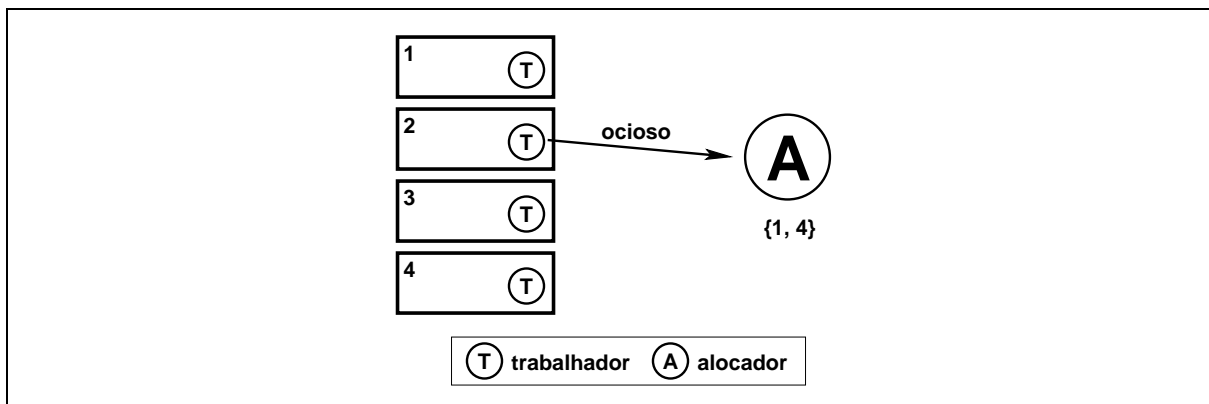 1 T
2 T ocioso A
3 T {1, 4}
4 T
T trabalhador A alocador